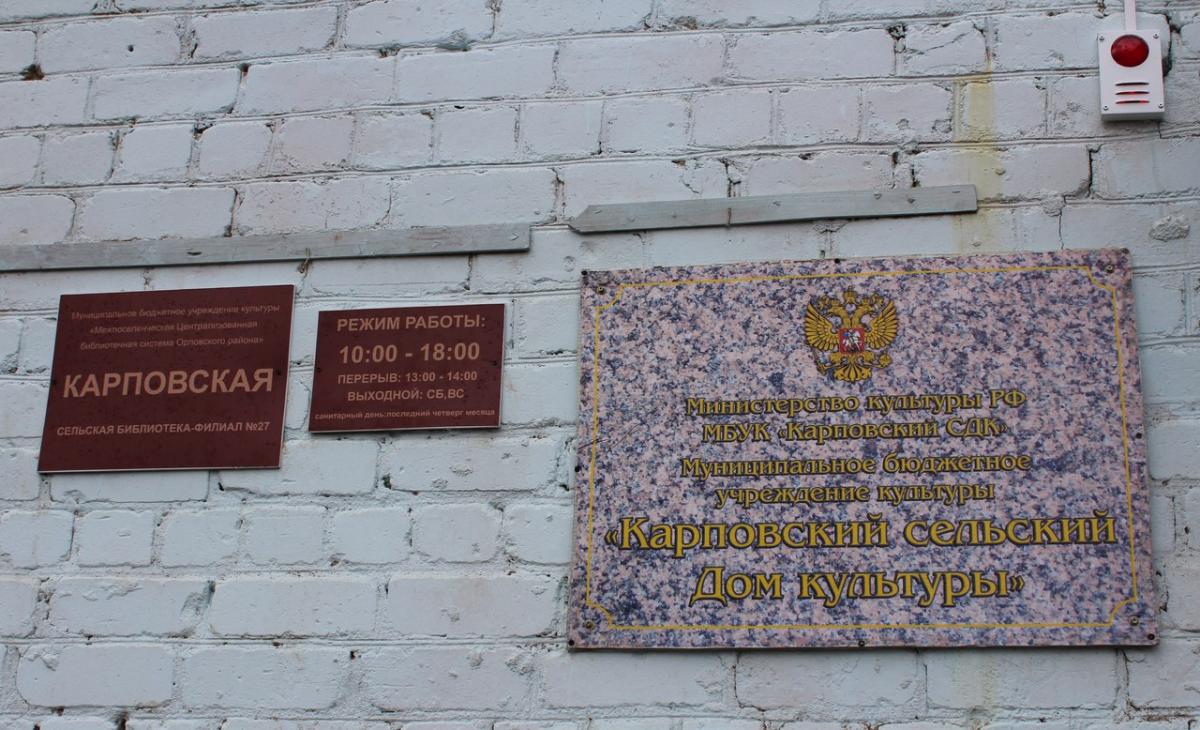 Муниципальное бюджетное учреждение культуры
«Межпоселенческая Централизованная
библиотечная система Орловского района»
КАРПОВСКАЯ
СЕЛЬСКАЯ БИБЛИОТЕКА-ФИЛИАЛ №27
РЕЖИМ РАБОТЫ:
10:00 - 18:00
ПЕРЕРЫВ: 13:00 - 14:00
ВЫХОДНОЙ: СБ,ВС
санитарный день:последний четверг месяца
Министерство культуры РФ
МБУК «Карповский СДК»
Муниципальное бюджетное
учреждение культуры
«Карповский сельский
Дом культуры»